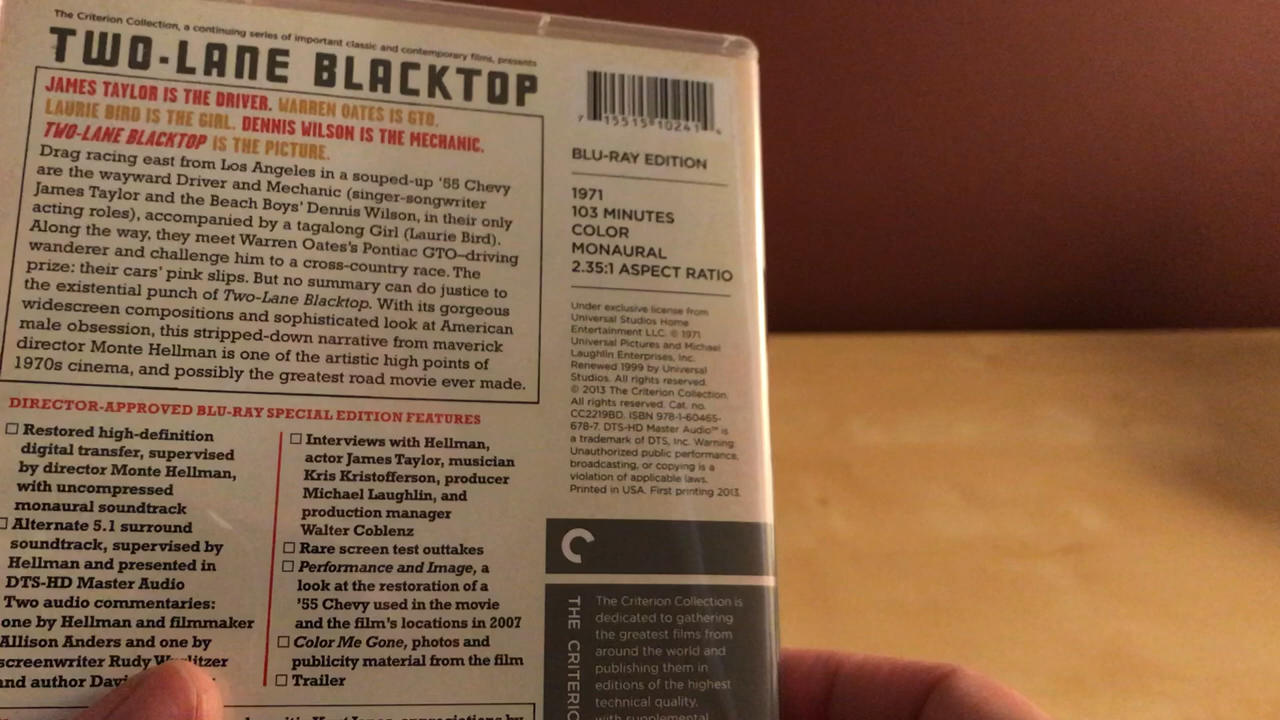 The Criterion Collection, a continuing series of important classic and contemporary films, presents
TWO-LANE BLACKTOP
JAMES TAYLOR IS THE DRIVER. WARREN OATES IS GTO.
LAURIE BIRD IS THE GIRL. DENNIS WILSON IS THE MECHANIC.
TWO-LANE BLACKTOP IS THE PICTURE.
Drag racing east from Los Angeles in a souped-up '55 Chevy
are the wayward Driver and Mechanic (singer-songwriter
James Taylor and the Beach Boys' Dennis Wilson, in their only
acting roles), accompanied by a tagalong Girl (Laurie Bird).
Along the way, they meet Warren Oates's Pontiac GTO–driving
wanderer and challenge him to a cross-country race. The
prize: their cars' pink slips. But no summary can do justice to
the existential punch of Two-Lane Blacktop. With its gorgeous
widescreen compositions and sophisticated look at American
male obsession, this stripped-down narrative from maverick
director Monte Hellman is one of the artistic high points of
1970s cinema, and possibly the greatest road movie ever made.
DIRECTOR-APPROVED BLU-RAY SPECIAL EDITION FEATURES
Restored high-definition
digital transfer, supervised
by director Monte Hellman,
with uncompressed
monaural soundtrack
Alternate 5.1 surround
soundtrack, supervised by
Hellman and presented in
DTS-HD Master Audio
Two audio commentaries:
one by Hellman and filmmaker
Allison Anders and one by
screenwriter Rudy
and author
Interviews with Hellman,
actor James Taylor, musician
Kris Kristofferson, producer
Michael Laughlin, and
production manager
Walter Coblenz
Rare screen test outtakes
Performance and Image, a
look at the restoration of a
'55 Chevy used in the movie
and the film's locations in 2007
Color Me Gone, photos and
publicity material from the film
Trailer
7 15515 10241 4
BLU-RAY EDITION
1971
103 MINUTES
COLOR
MONAURAL
2.35:1 ASPECT RATIO
Under exclusive license from
Universal Studios Home
Entertainment LLC. © 1971
Universal Pictures and Michael
Laughlin Enterprises, Inc.
Renewed 1999 by Universal
Studios. All rights reserved.
© 2013 The Criterion Collection.
All rights reserved. Cat. no.
CC2219BD. ISBN 978-1-60465-
678-7. DTS-HD Master Audio™ is
a trademark of DTS, Inc. Warning:
Unauthorized public performance,
broadcasting, or copying is a
violation of applicable laws.
Printed in USA. First printing 2013.
THE
The Criterion Collection is
dedicated to gathering
the greatest films from
around the world and
publishing them in
editions of the highest
technical quality,
with supplemental